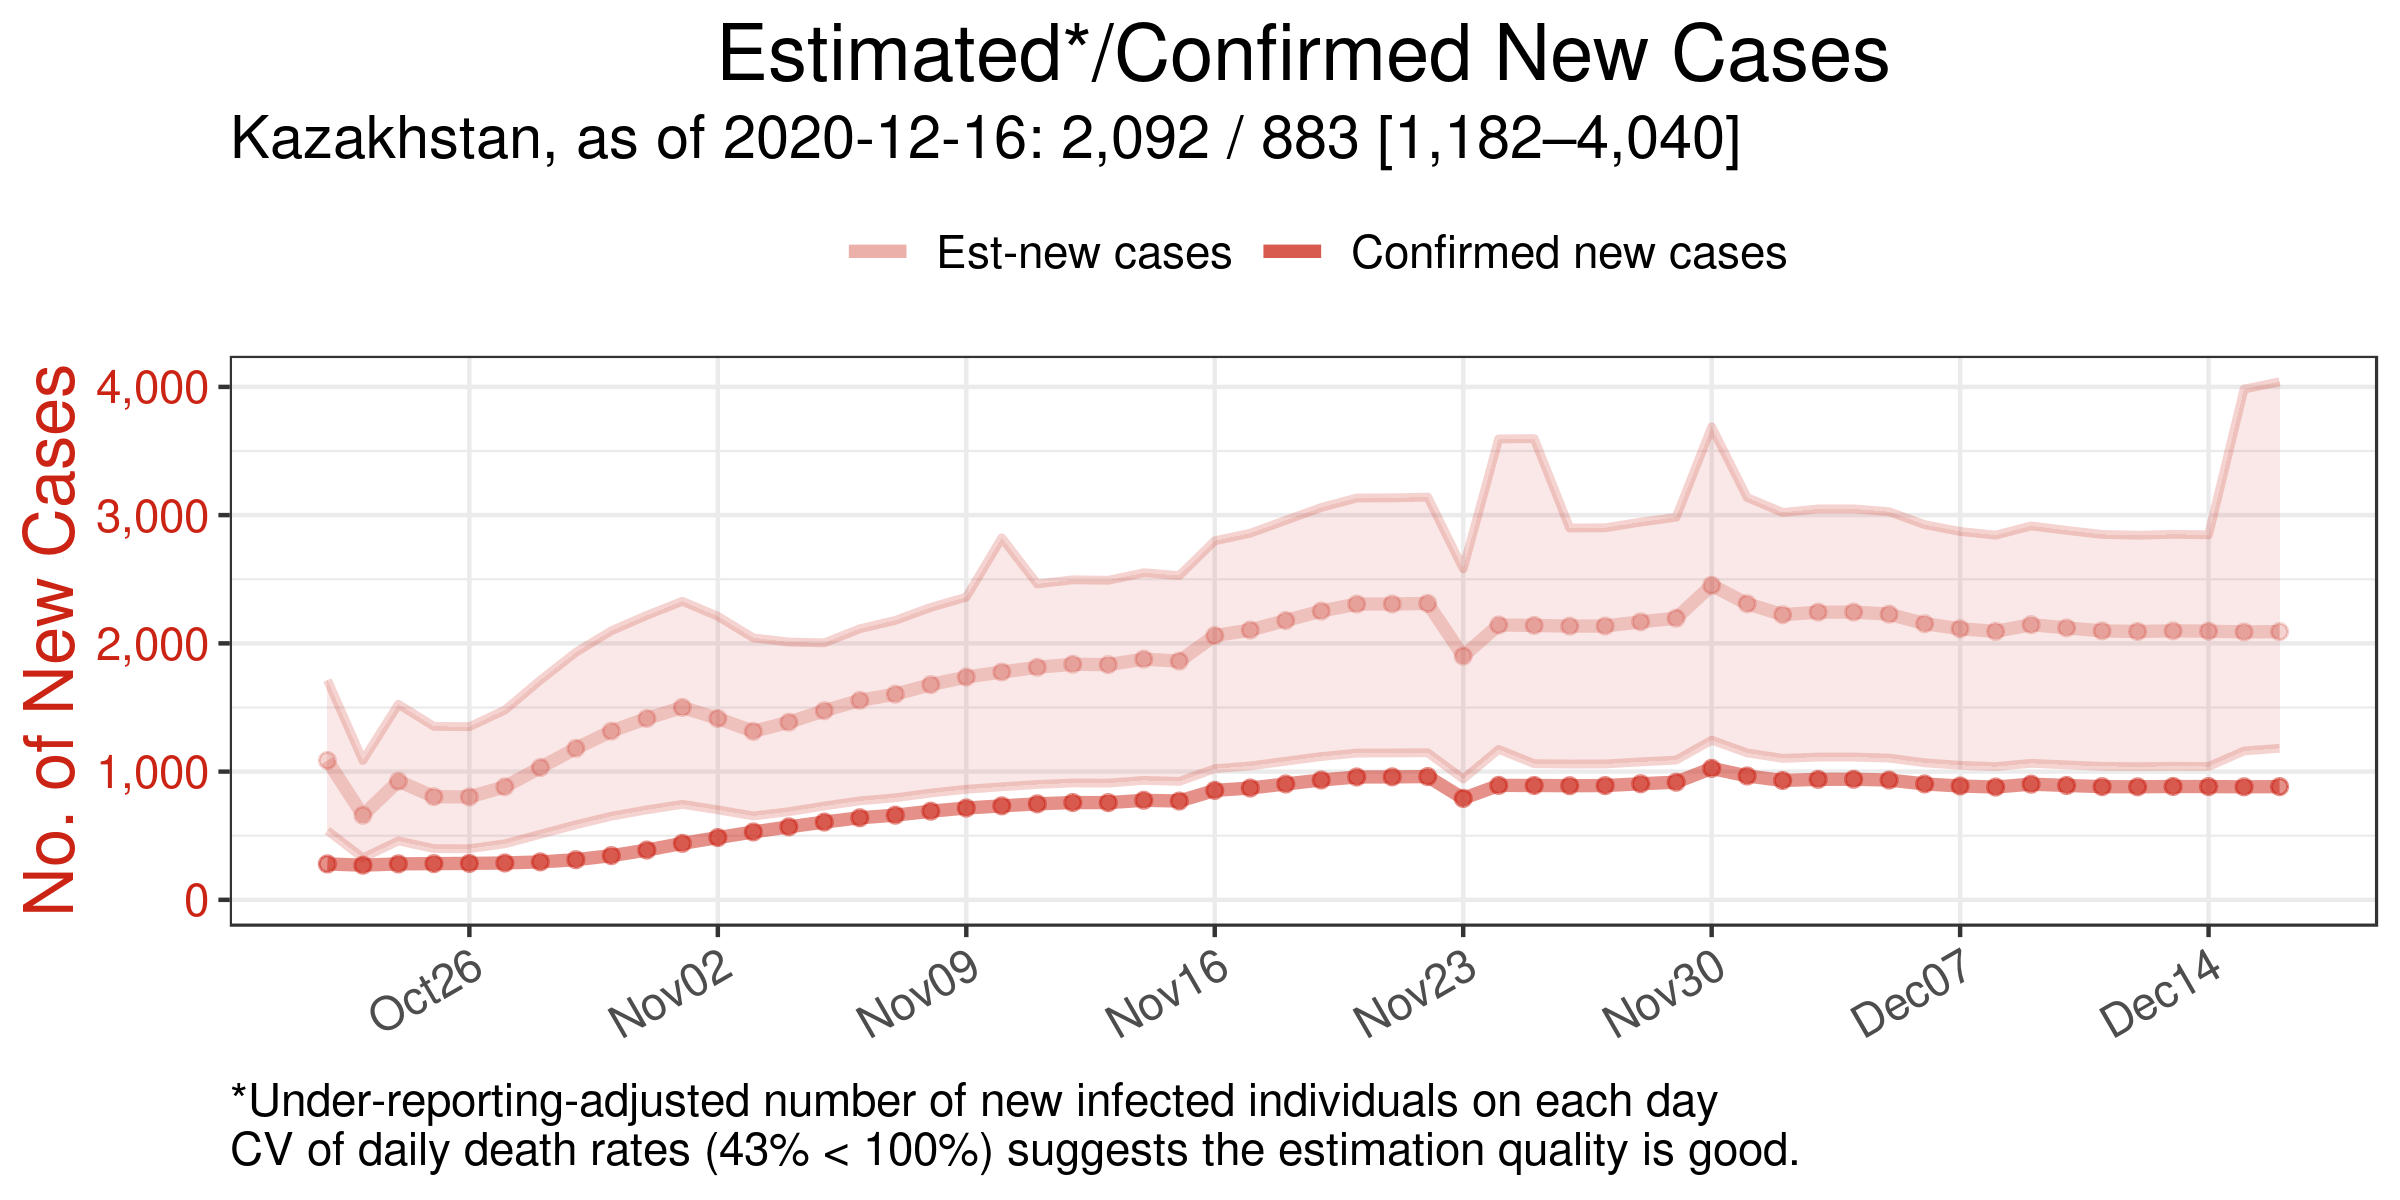 Estimated*/Confirmed New Cases
Kazakhstan, as of 2020-12-16: 2,092 / 883 [1,182–4,040]
Est-new cases Confirmed new cases
No. of New Cases
4,000
3,000
2,000
1,000
0
Oct26 Nov02 Nov09 Nov16 Nov23 Nov30 Dec07 Dec14
*Under-reporting-adjusted number of new infected individuals on each day
CV of daily death rates (43% < 100%) suggests the estimation quality is good.